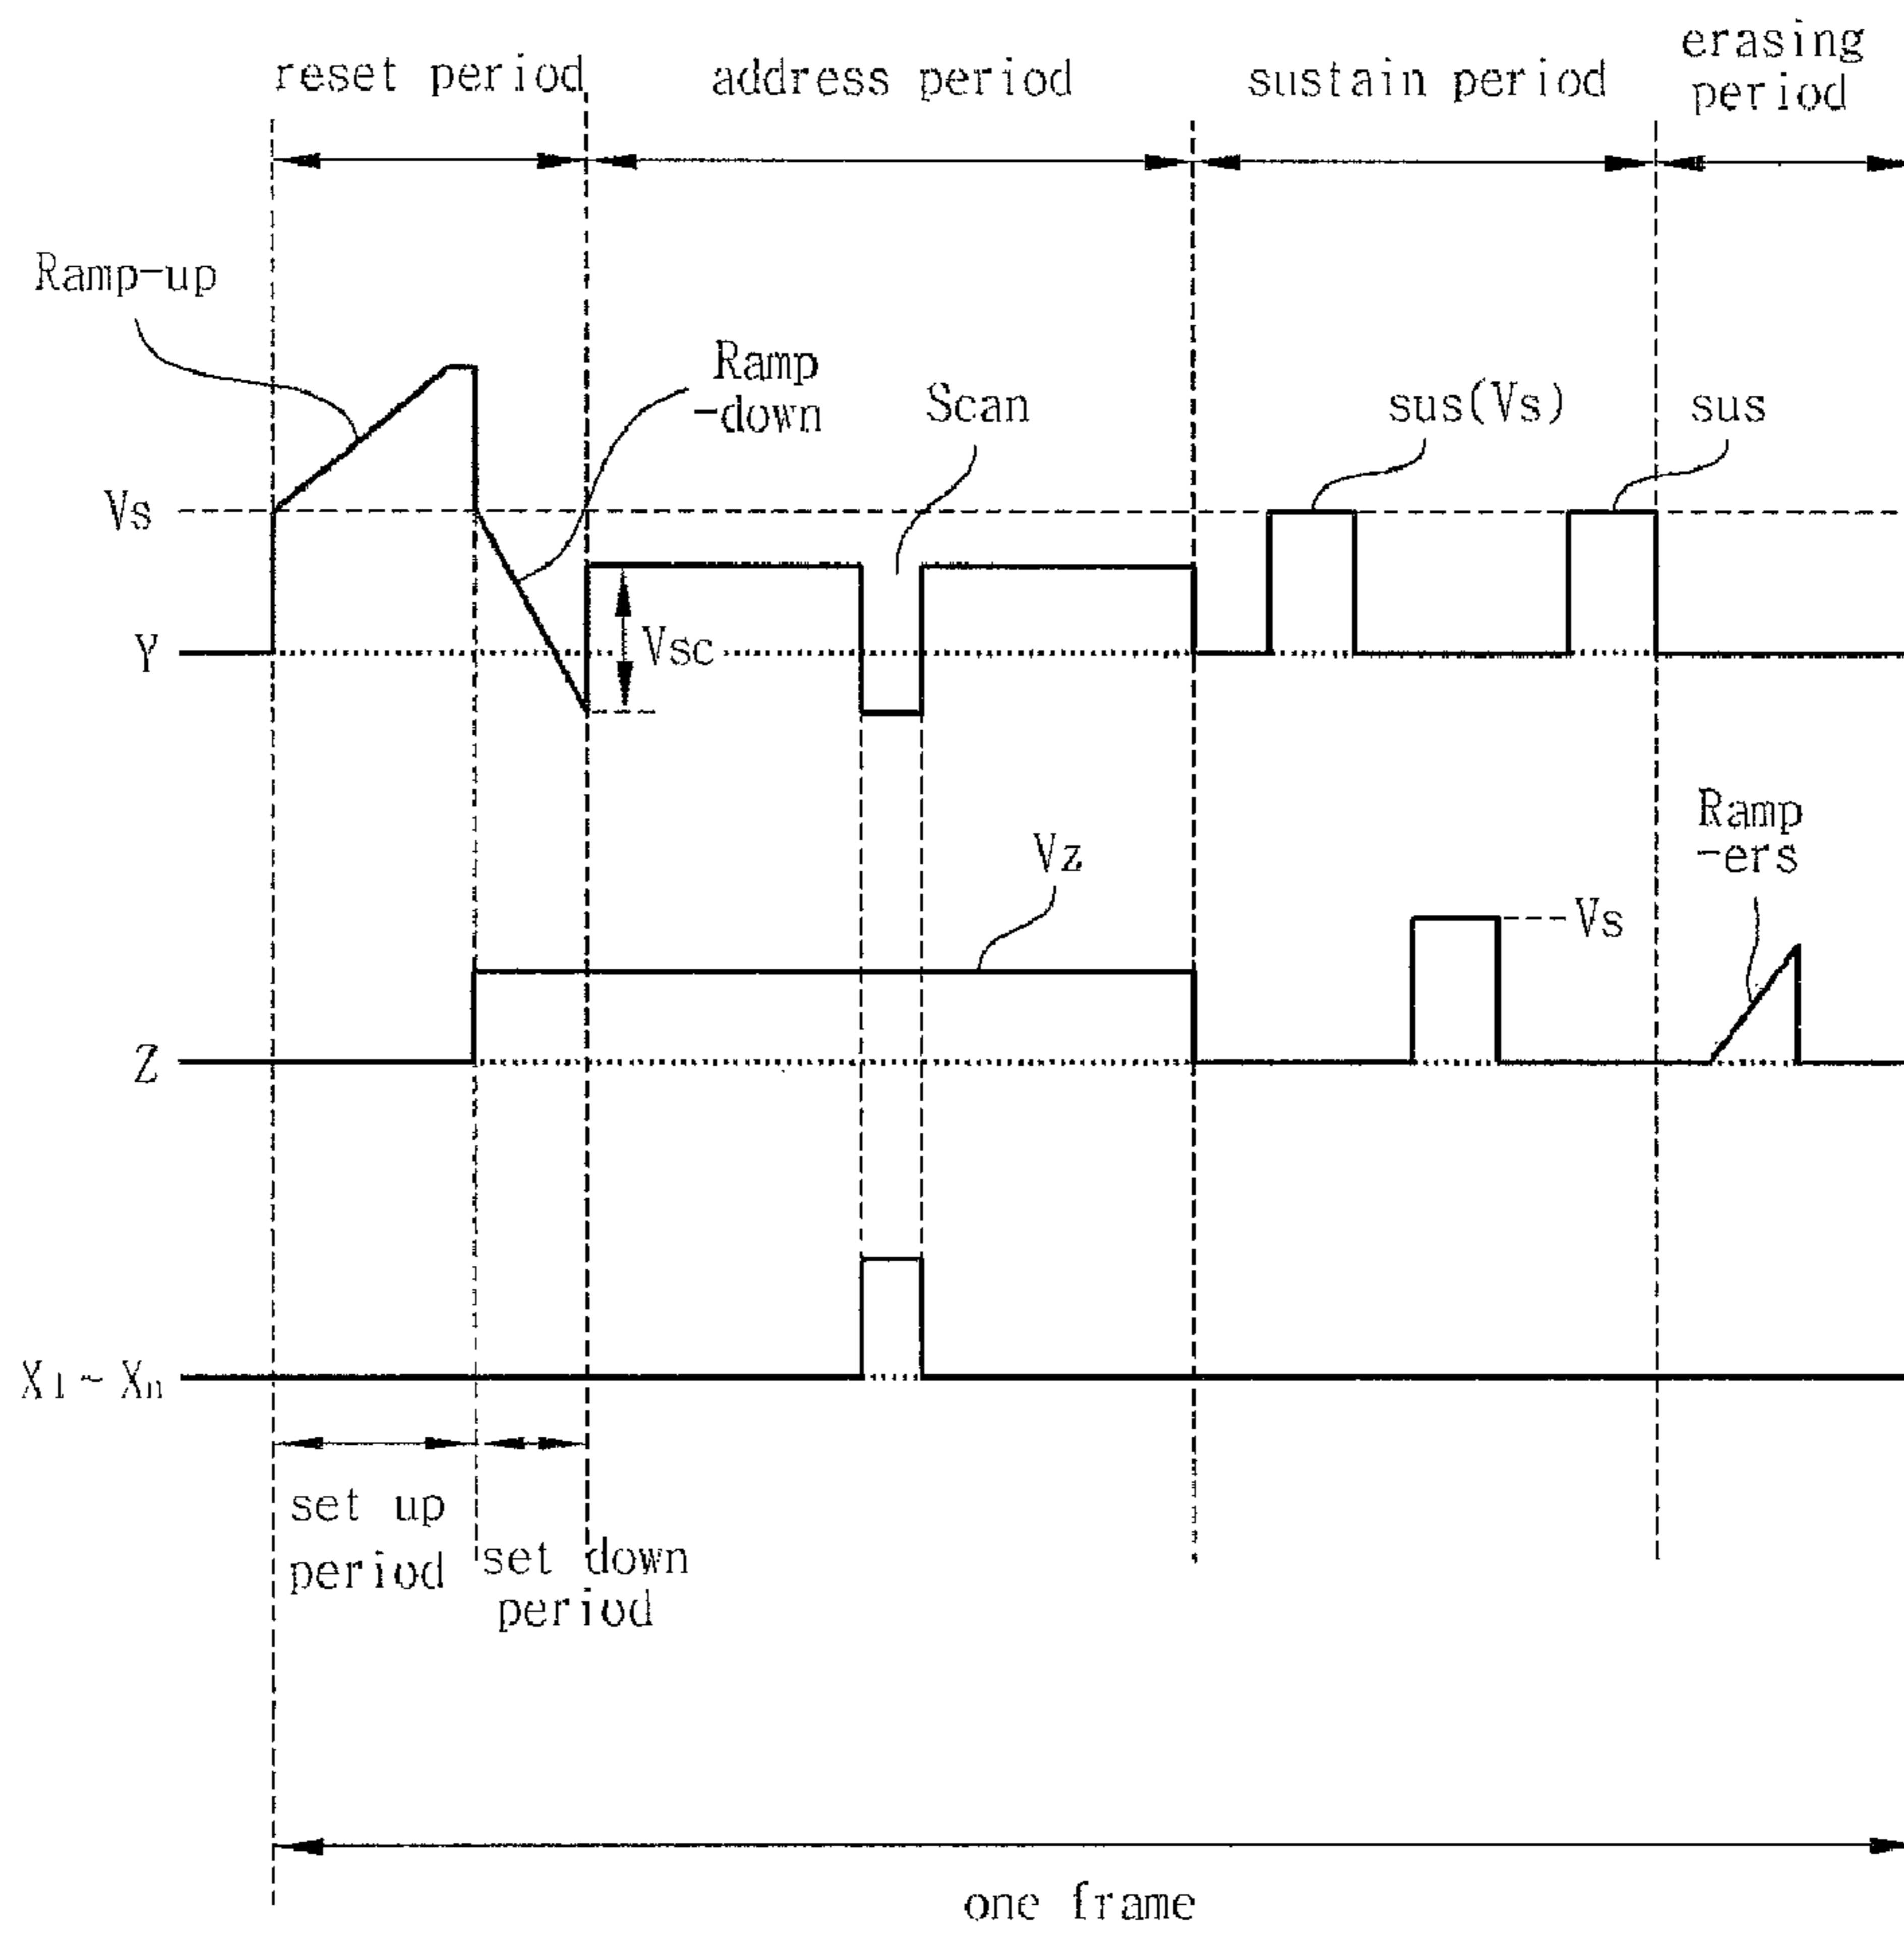 reset period
address period
sustain period
erasing
period
Ramp-up
Ramp
-down
Scan
sus(Vs)
sus
Vs
Y
Vsc
Ramp
-ers
Vz
Vs
Z
X1~Xn
set up
period
set down
period
one frame